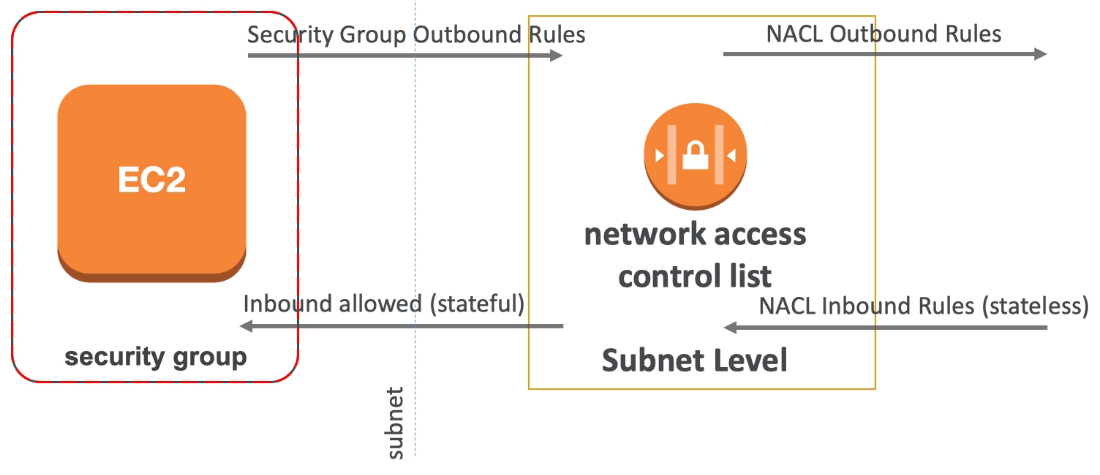 Security Group Outbound Rules
NACL Outbound Rules
EC2
network access
control list
Inbound allowed (stateful)
NACL Inbound Rules (stateless)
security group
Subnet Level
subnet